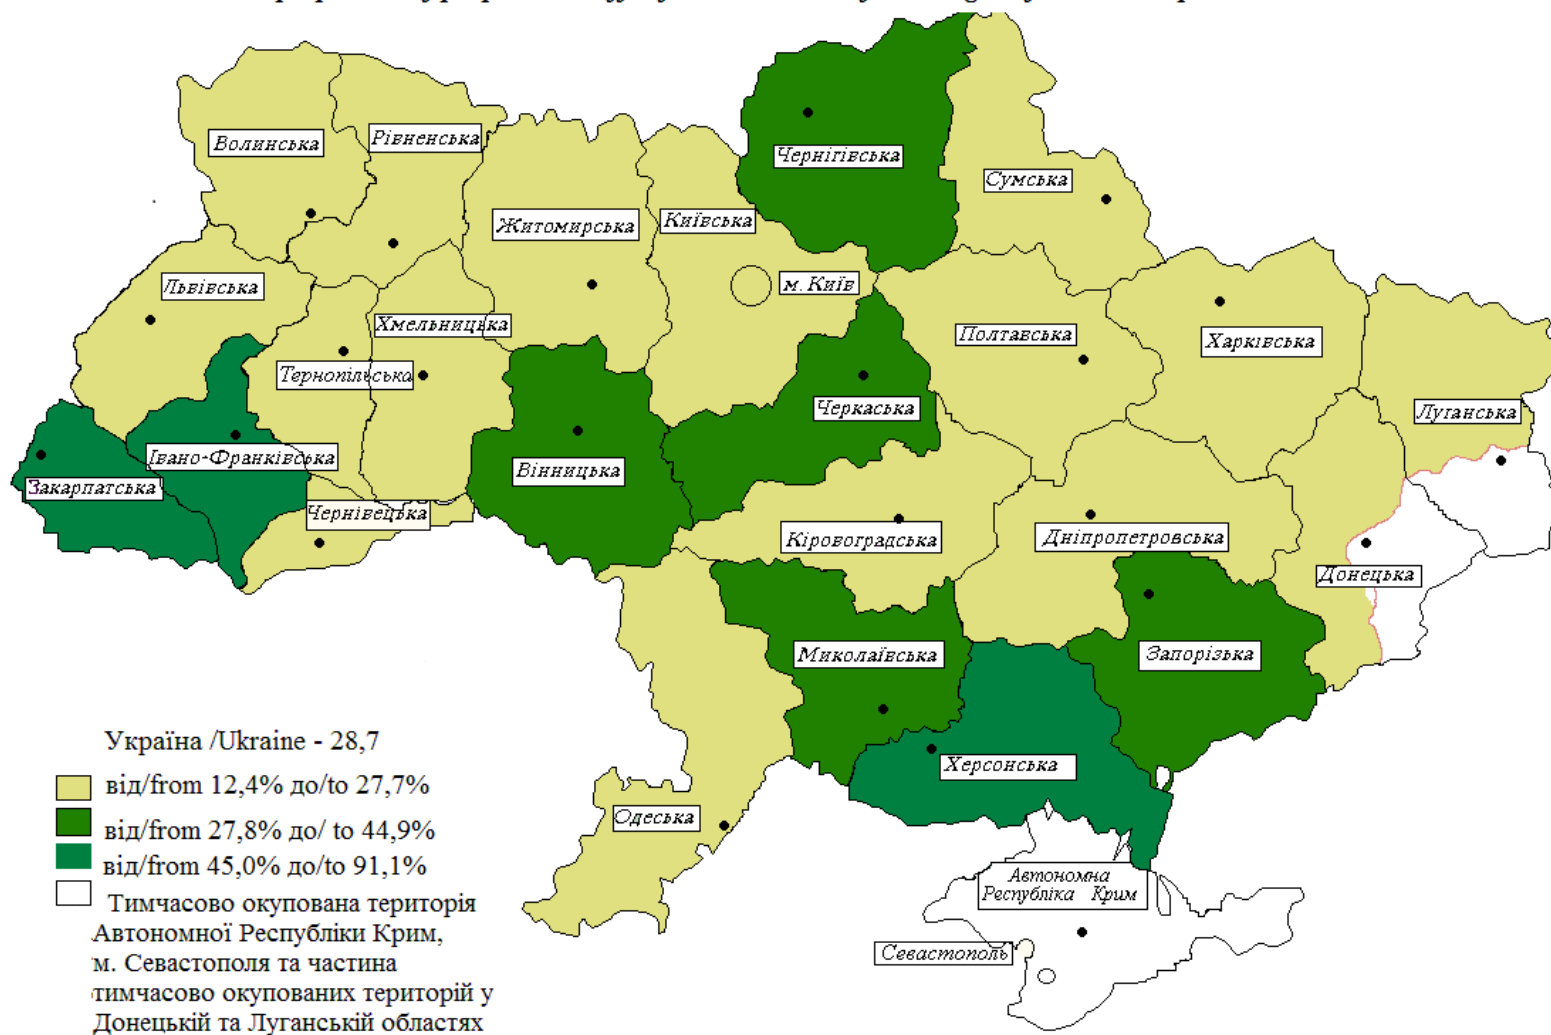 Чернігівська
Волинська
Рівненська
Сумська
Житомирська
Київська
Львівська
м. Київ
Хмельницька
Полтавська
Харківська
Тернопільська
Черкаська
Луганська
Івано-Франківська
Вінницька
Закарпатська
Чернівецька
Кіровоградська
Дніпропетровська
Донецька
Миколаївська
Запорізька
Херсонська
Одеська
Автономна
Республіка Крим
Севастополь
Україна /Ukraine - 28,7
від/from 12,4% до/to 27,7%
від/from 27,8% до/ to 44,9%
від/from 45,0% до/to 91,1%
Тимчасово окупована територія
Автономної Республіки Крим,
м. Севастополя та частина
тимчасово окупованих територій у
Донецькій та Луганській областях